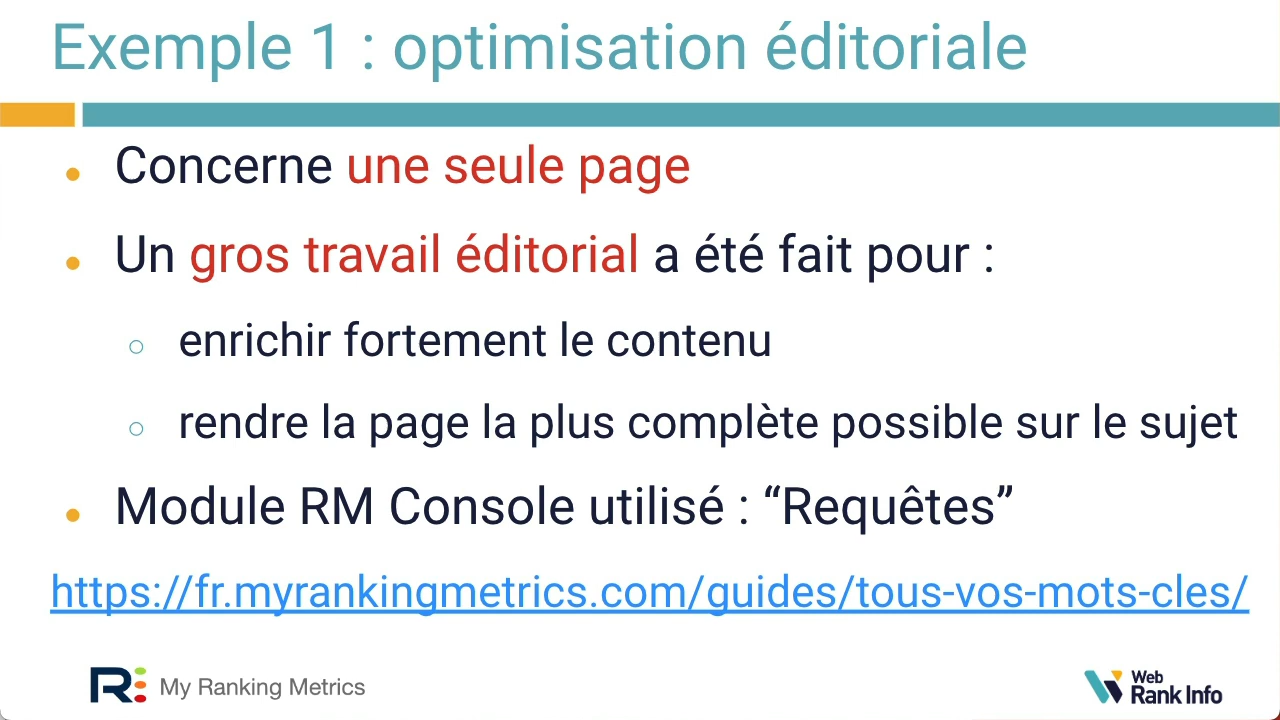 Exemple 1 : optimisation éditoriale
Concerne une seule page
Un gros travail éditorial a été fait pour :
enrichir fortement le contenu
rendre la page la plus complète possible sur le sujet
Module RM Console utilisé : “Requêtes”
https://fr.myrankingmetrics.com/guides/tous-vos-mots-cles/
My Ranking Metrics
Web
Rank Info